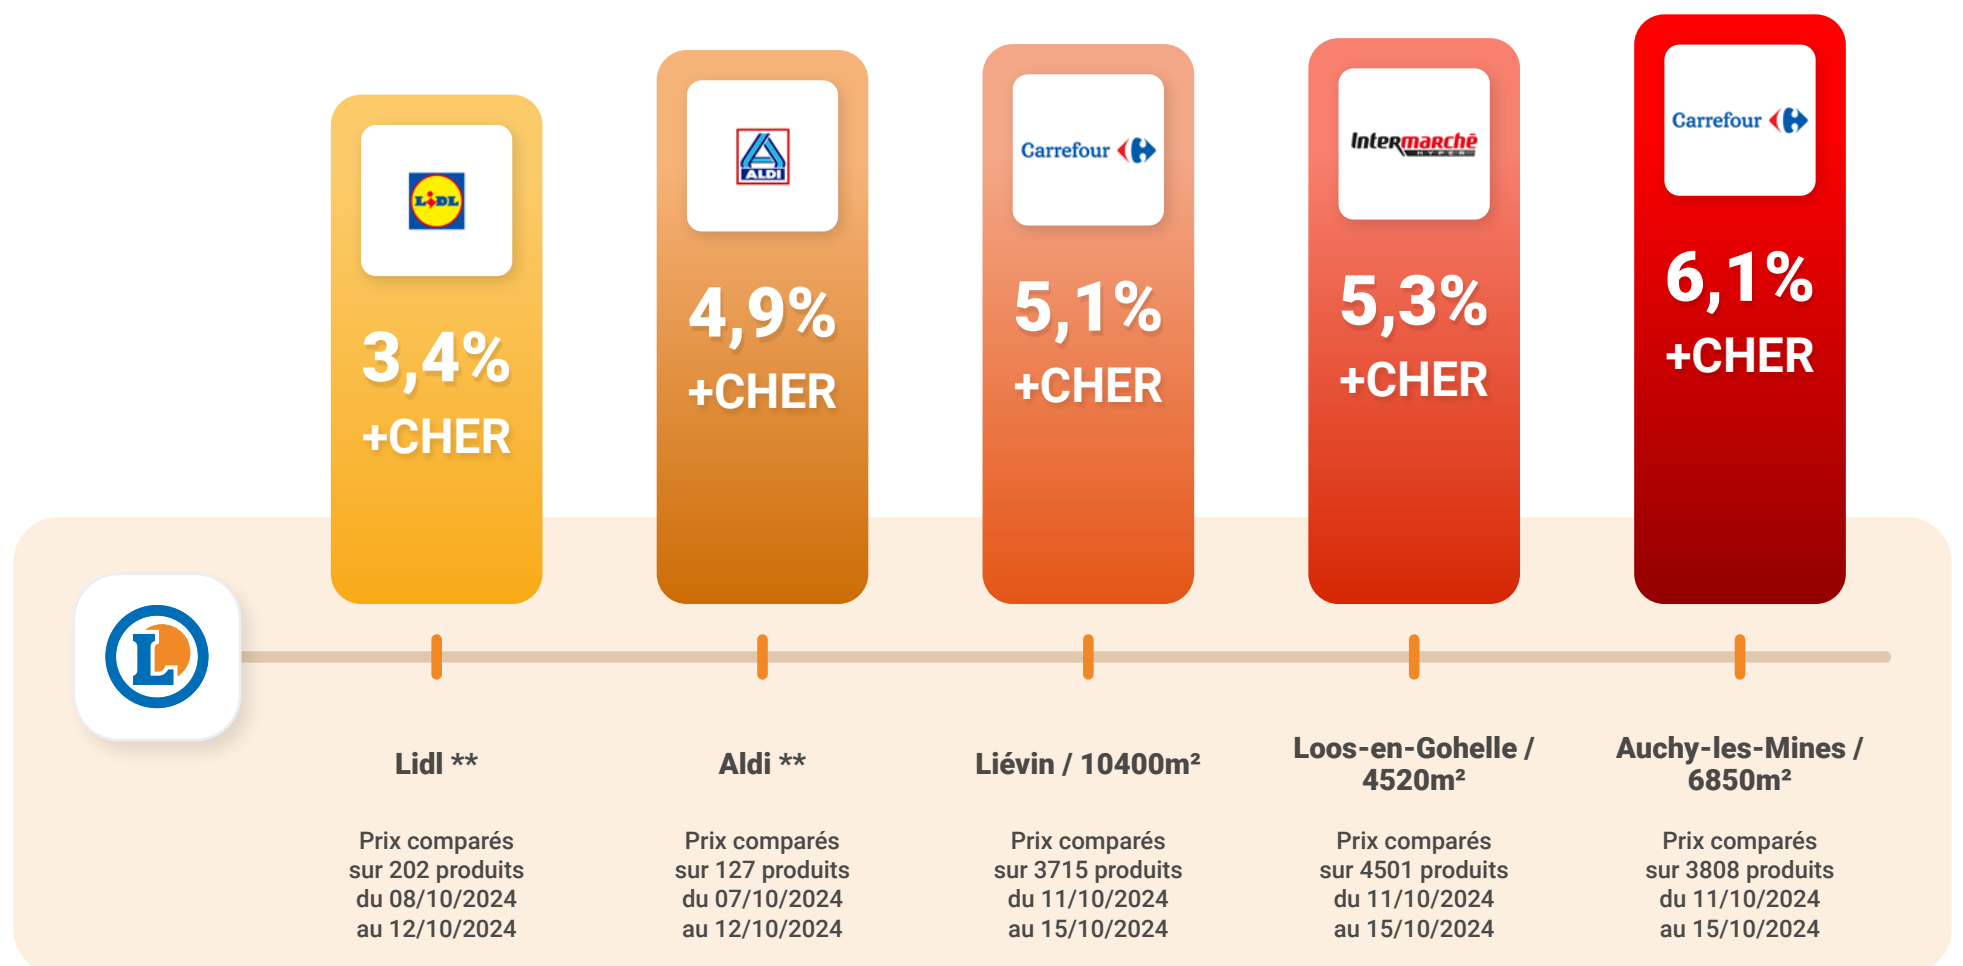 LIDL
3,4%
+CHER
ALDI
4,9%
+CHER
Carrefour
5,1%
+CHER
Intermarchē
HYPER
5,3%
+CHER
Carrefour
6,1%
+CHER
L
Lidl **
Prix comparés
sur 202 produits
du 08/10/2024
au 12/10/2024
Aldi **
Prix comparés
sur 127 produits
du 07/10/2024
au 12/10/2024
Liévin / 10400m²
Prix comparés
sur 3715 produits
du 11/10/2024
au 15/10/2024
Loos-en-Gohelle /
4520m²
Prix comparés
sur 4501 produits
du 11/10/2024
au 15/10/2024
Auchy-les-Mines /
6850m²
Prix comparés
sur 3808 produits
du 11/10/2024
au 15/10/2024